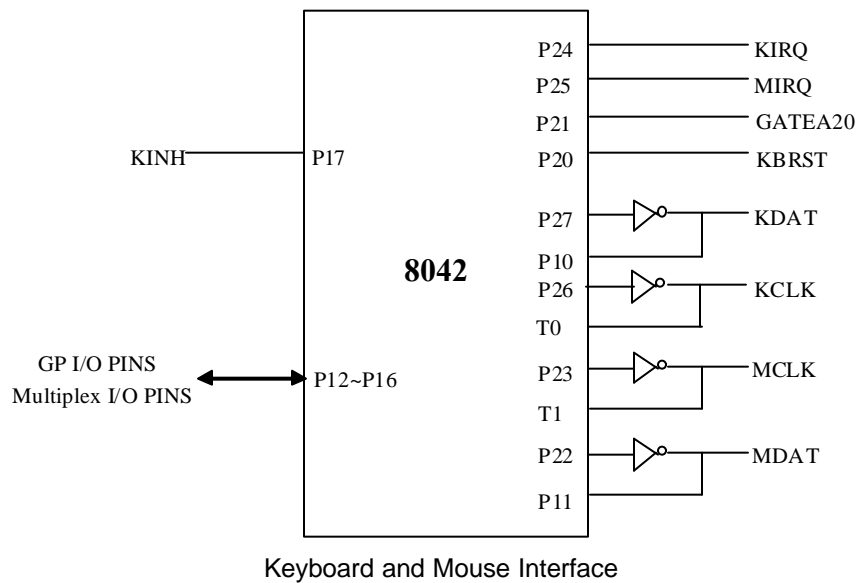 P24 KIRQ
P25 MIRQ
P21 GATEA20
KINH P17 P20 KBRST
P27 KDAT
8042
P10
P26 KCLK
T0
GP I/O PINS
Multiplex I/O PINS
P12~P16
P23 MCLK
T1
P22 MDAT
P11
Keyboard and Mouse Interface